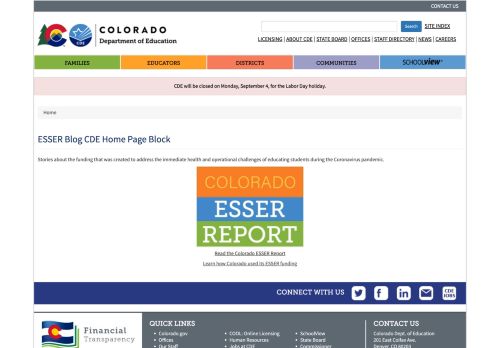 CONTACT US
COLORADO
Department of Education
CDE
Search
SITE INDEX
LICENSING | ABOUT CDE | STATE BOARD | OFFICES | STAFF DIRECTORY | NEWS | CAREERS
FAMILIES
EDUCATORS
DISTRICTS
COMMUNITIES
SCHOOLVIEW
CDE will be closed on Monday, September 4, for the Labor Day holiday.
Home
ESSER Blog CDE Home Page Block
Stories about the funding that was created to address the immediate health and operational challenges of educating students during the Coronavirus pandemic.
COLORADO
ESSER
REPORT
Read the Colorado ESSER Report
Learn how Colorado used its ESSER funding
CONNECT WITH US
CDE
JOBS
Financial
Transparency
QUICK LINKS
• Colorado.gov
• Offices
• Our Staff
• COOL: Online Licensing
• Human Resources
• Jobs at CDE
• SchoolView
• State Board
• Commissioner
CONTACT US
Colorado Dept. of Education
201 East Colfax Ave.
Denver, CO 80203